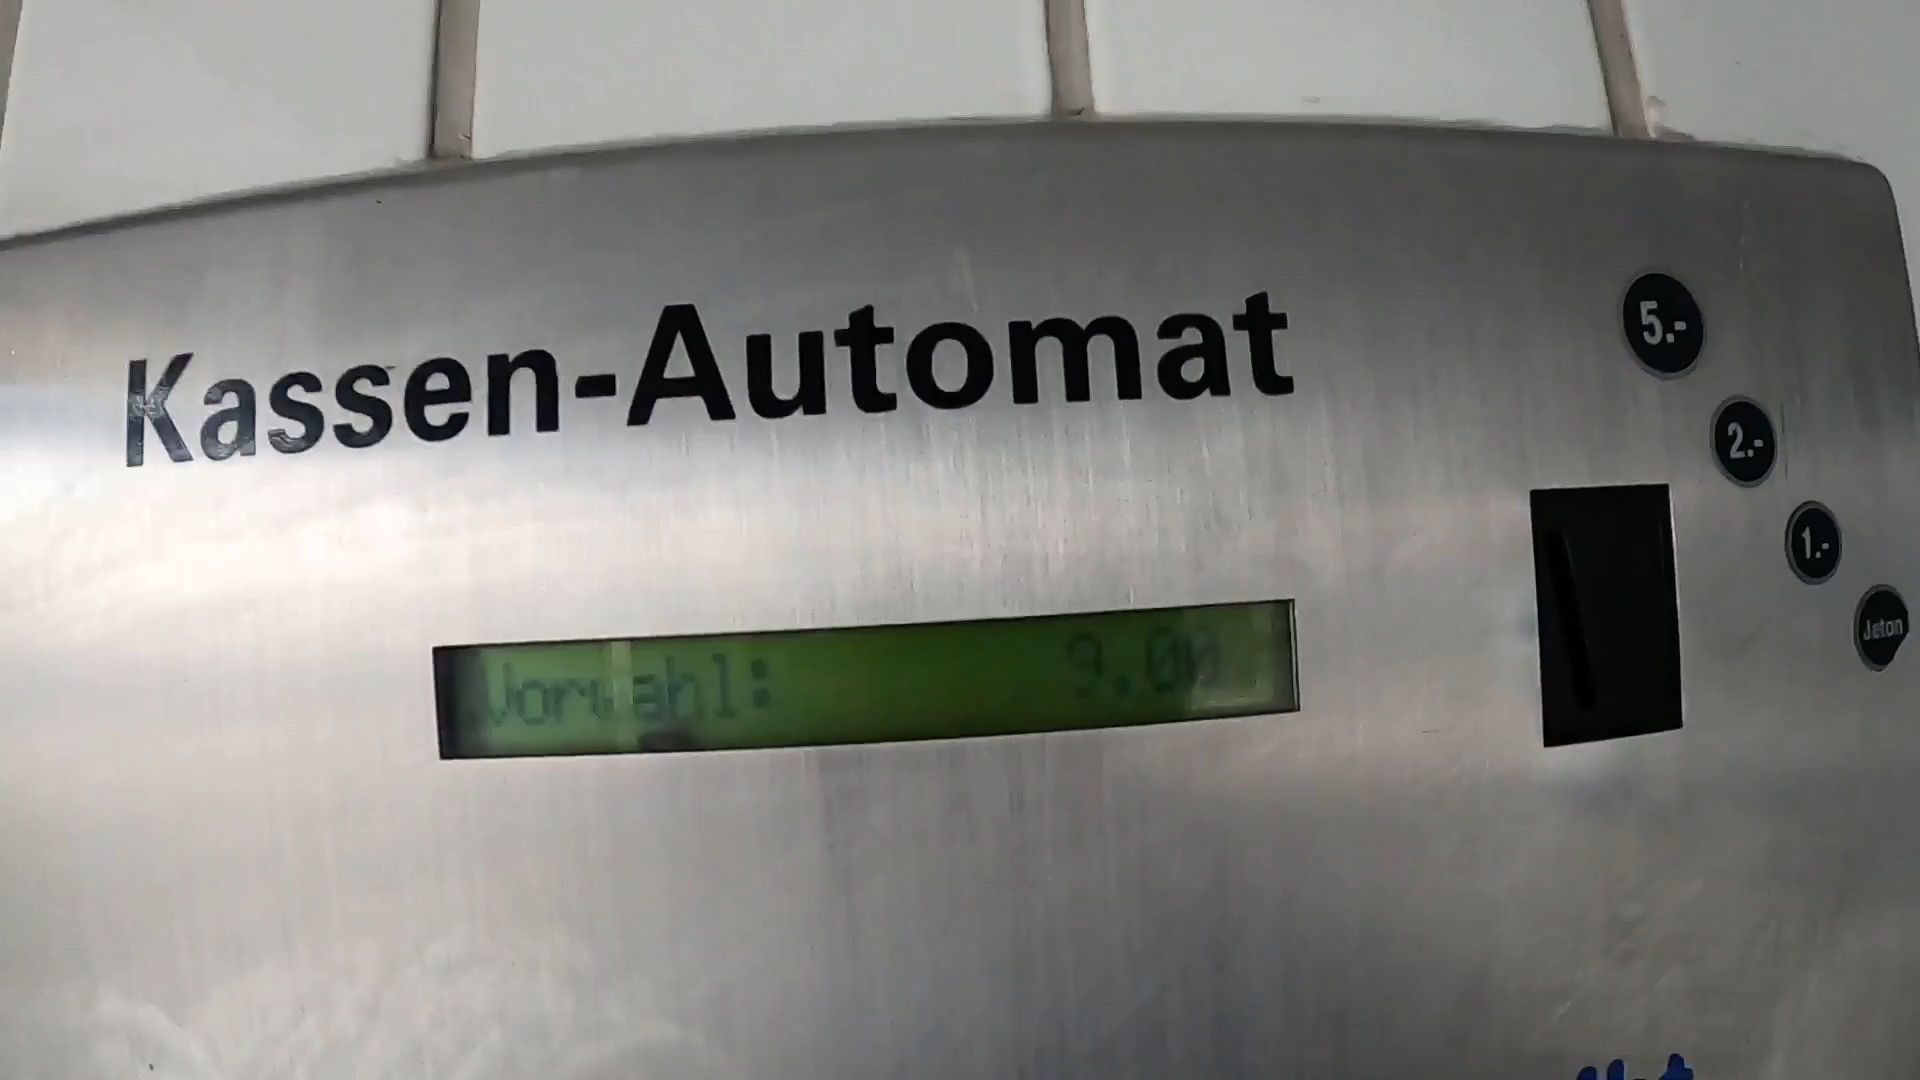 Kassen-Automat
5.-
2.-
1.-
Jeton
Vorwahl: 9.00